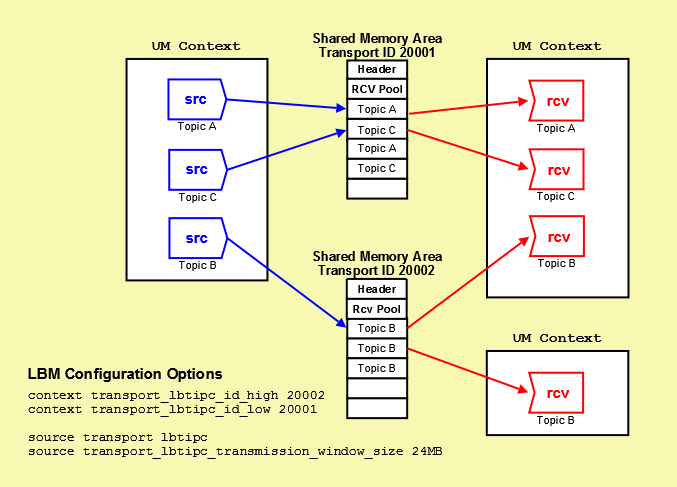 Shared Memory Area
Transport ID 20001
UM Context
UM Context
Header
RCV Pool
Topic A
Topic C
Topic A
Topic C
src
Topic A
src
Topic C
src
Topic B
rcv
Topic A
rcv
Topic C
rcv
Topic B
Shared Memory Area
Transport ID 20002
Header
Rcv Pool
Topic B
Topic B
Topic B
UM Context
rcv
Topic B
LBM Configuration Options
context transport_lbtipc_id_high 20002
context transport_lbtipc_id_low 20001
source transport lbtipc
source transport_lbtipc_transmission_window_size 24MB